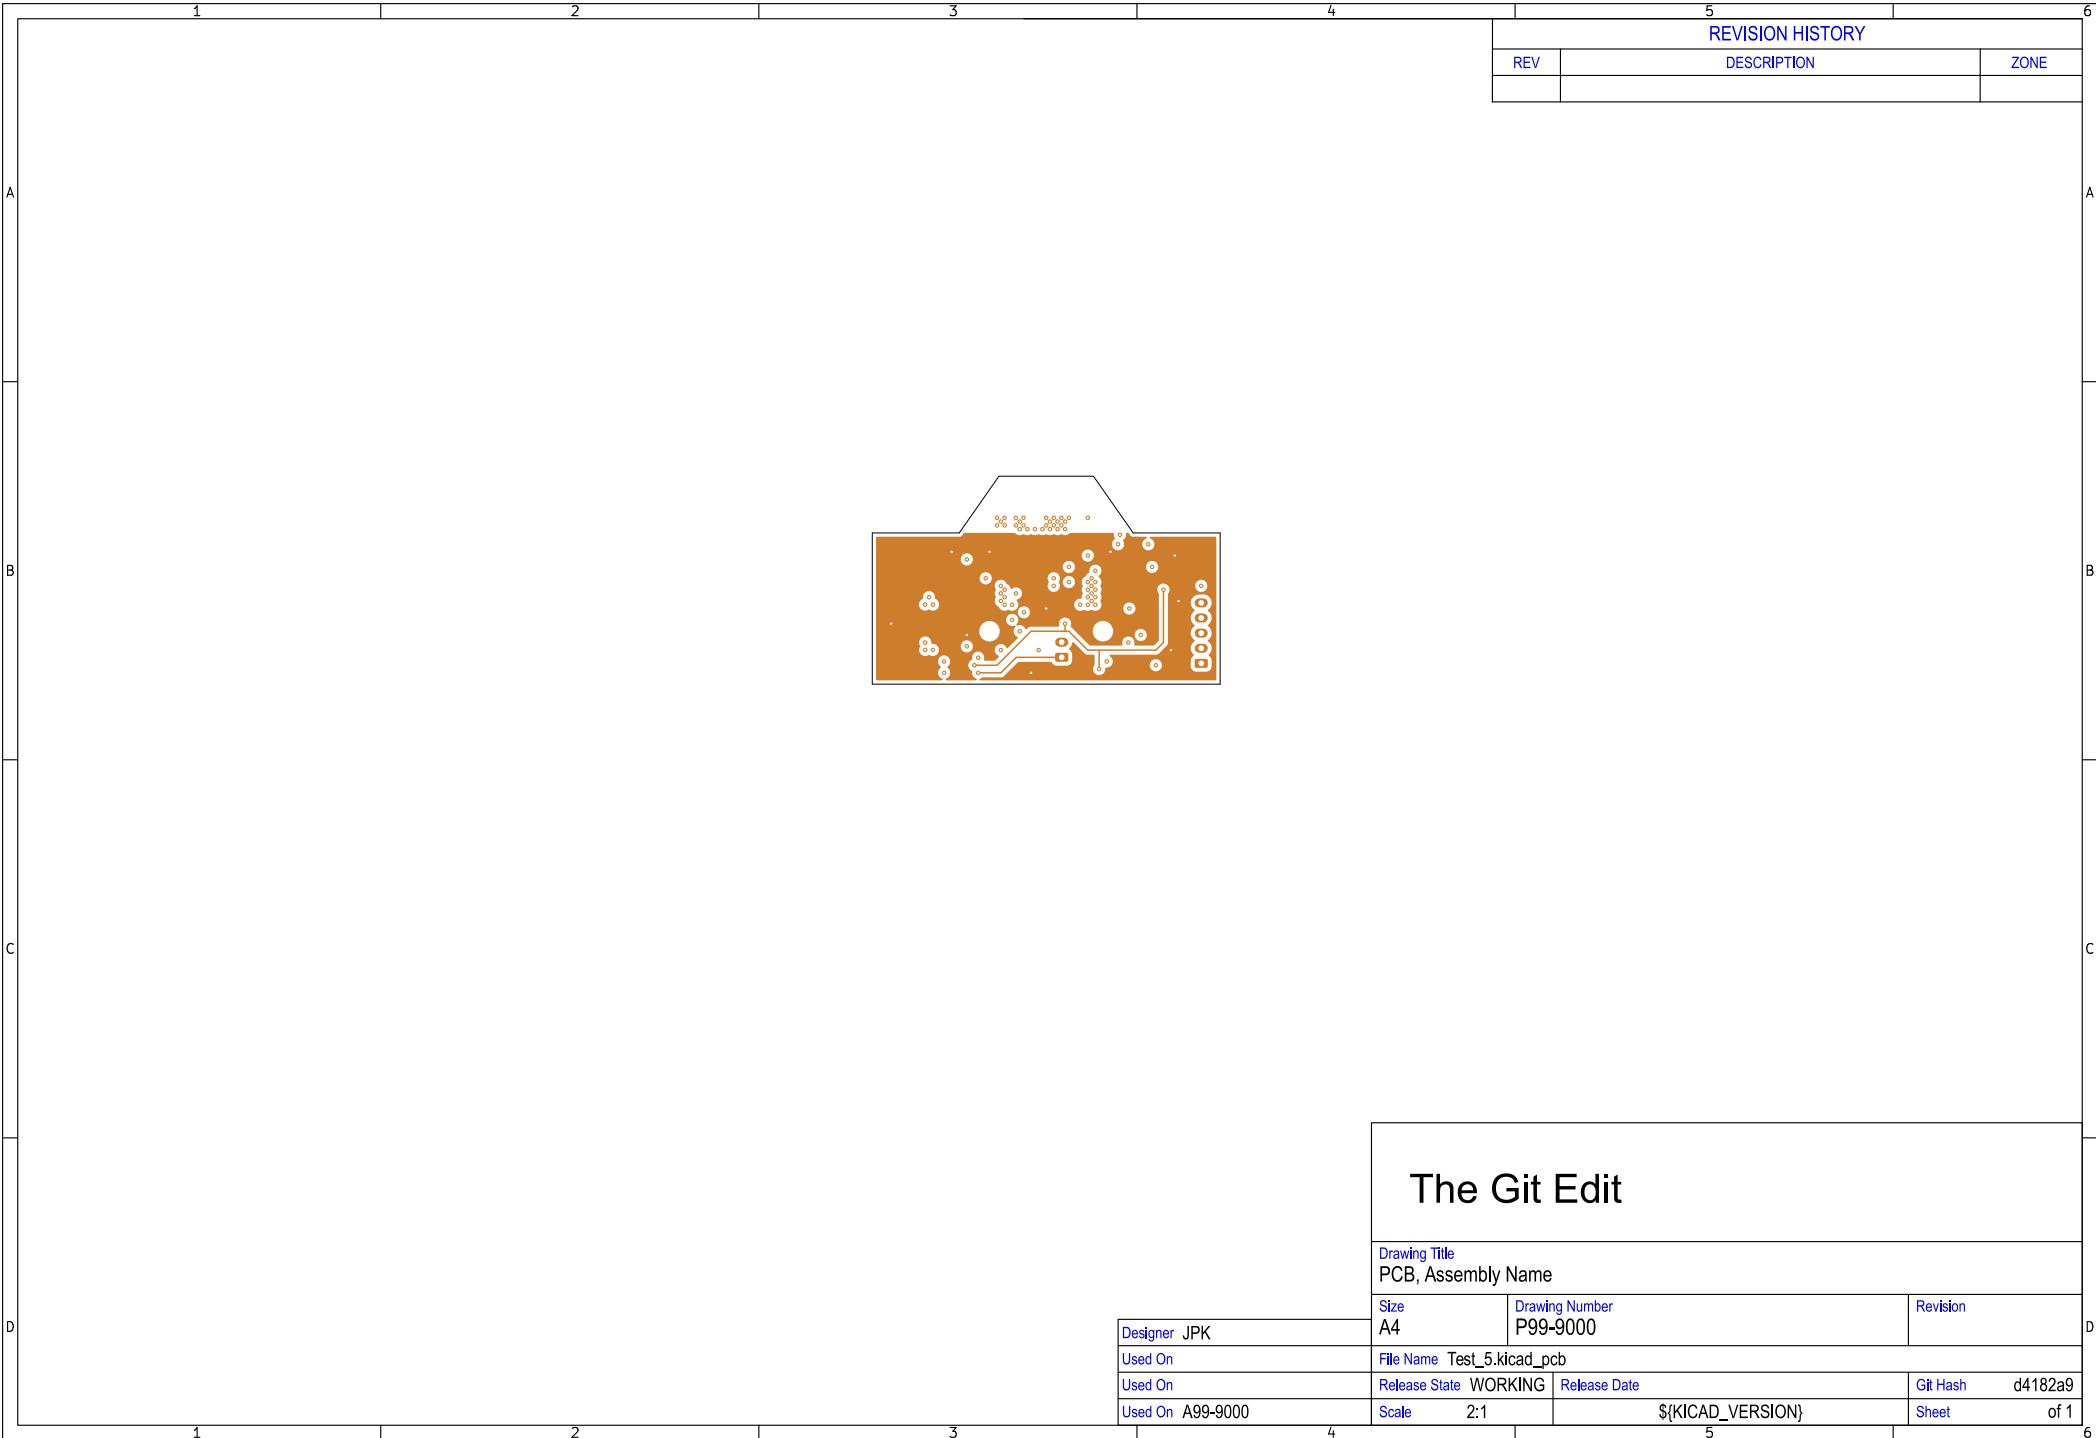 1 2 3 4 5 6
REVISION HISTORY
REV DESCRIPTION ZONE
A A
B B
C C
The Git Edit
Drawing Title
PCB, Assembly Name
Size Drawing Number Revision
A4 P99-9000
D D
Designer JPK
Used On File Name Test_5.kicad_pcb
Used On Release State WORKING Release Date Git Hash d4182a9
Used On A99-9000 Scale 2:1 ${KICAD_VERSION} Sheet of 1
1 2 3 4 5 6